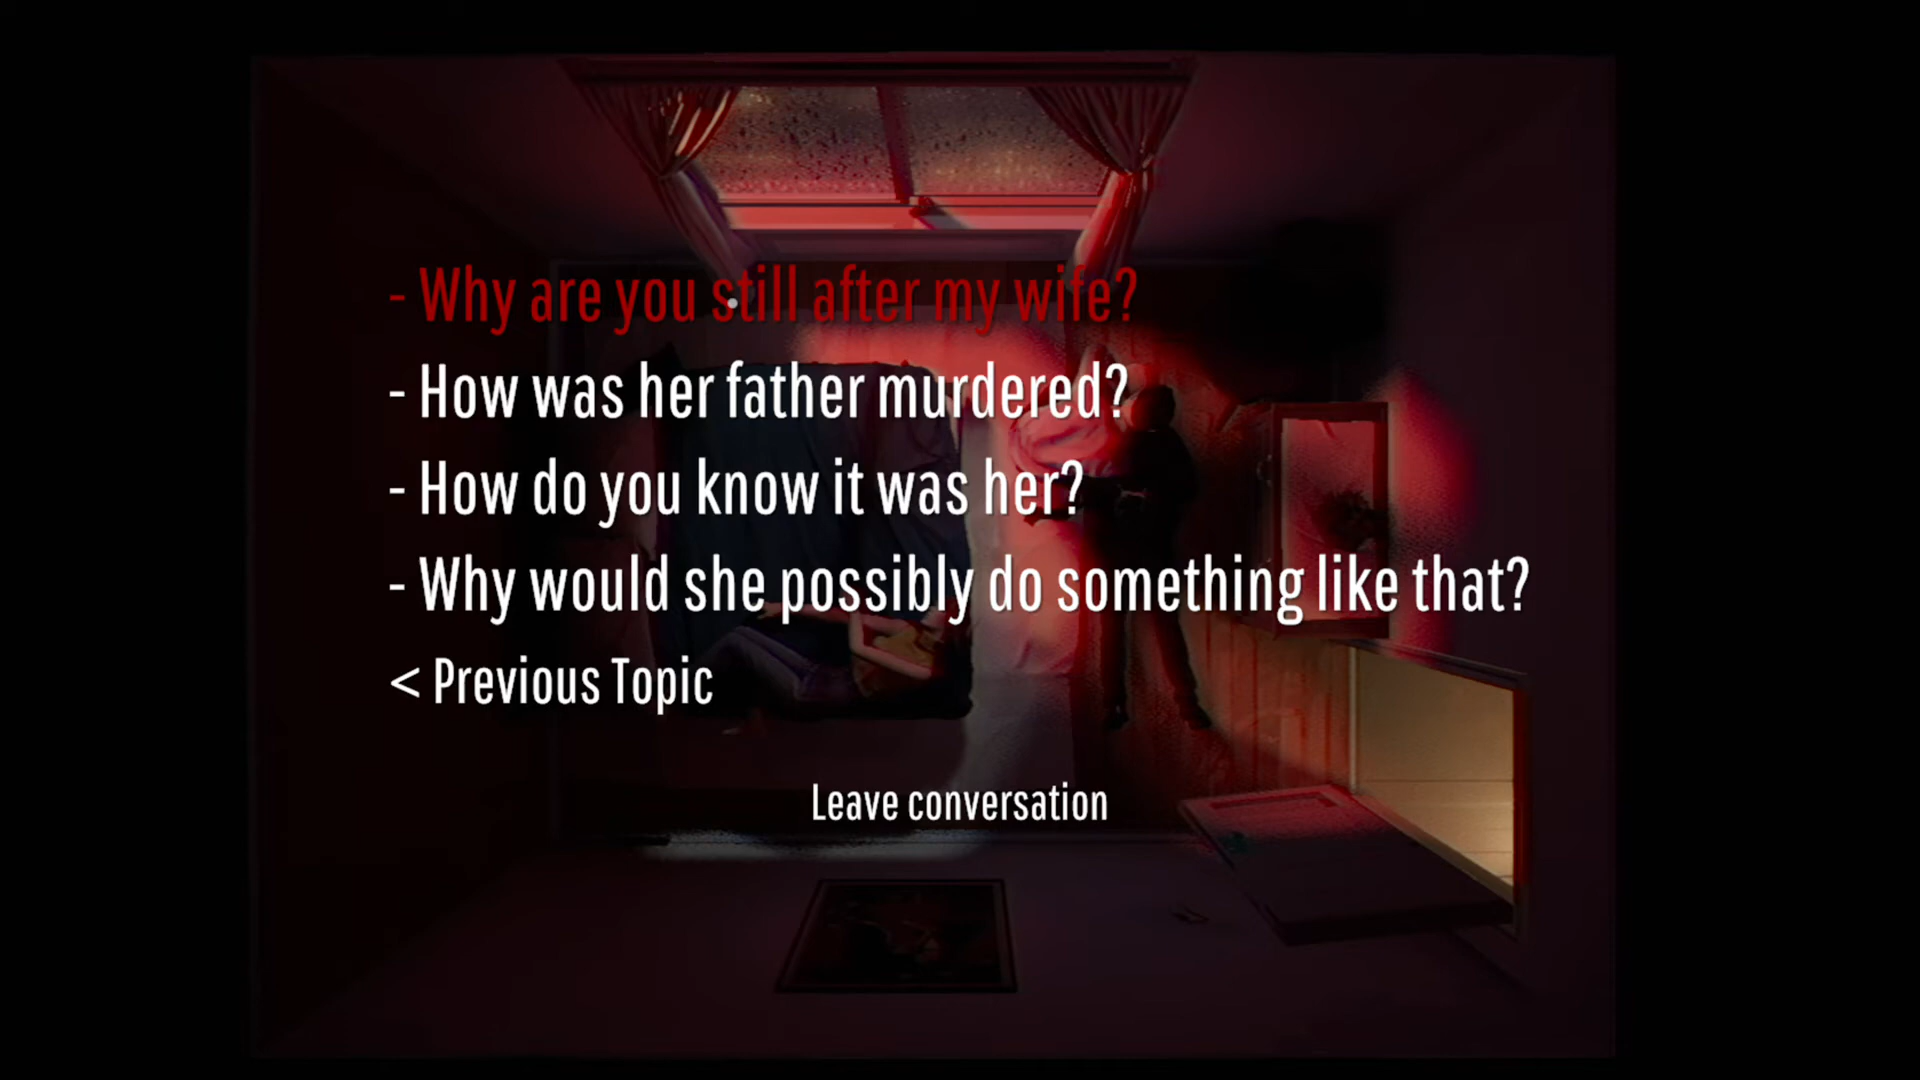 - Why are you still after my wife?
- How was her father murdered?
- How do you know it was her?
- Why would she possibly do something like that?
< Previous Topic
Leave conversation